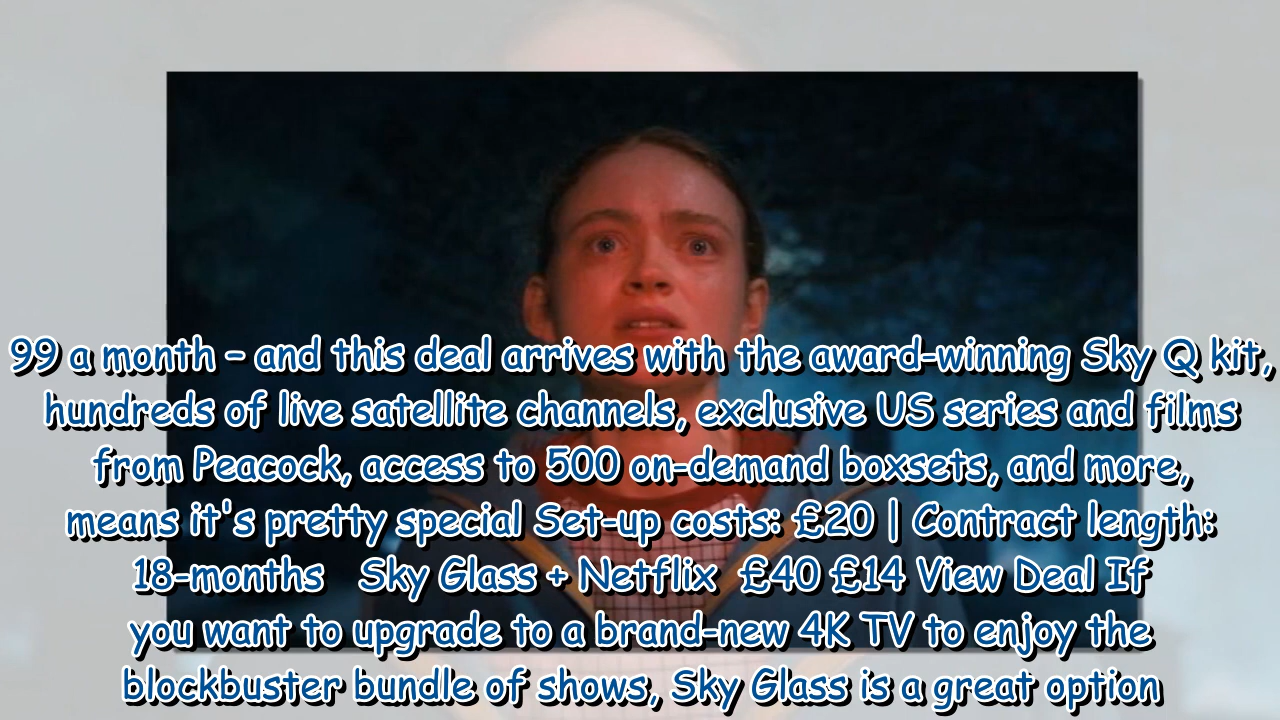 99 a month – and this deal arrives with the award-winning Sky Q kit,
hundreds of live satellite channels, exclusive US series and films
from Peacock, access to 500 on-demand boxsets, and more,
means it's pretty special Set-up costs: £20 | Contract length:
18-months   Sky Glass + Netflix  £40 £14 View Deal If
you want to upgrade to a brand-new 4K TV to enjoy the
blockbuster bundle of shows, Sky Glass is a great option